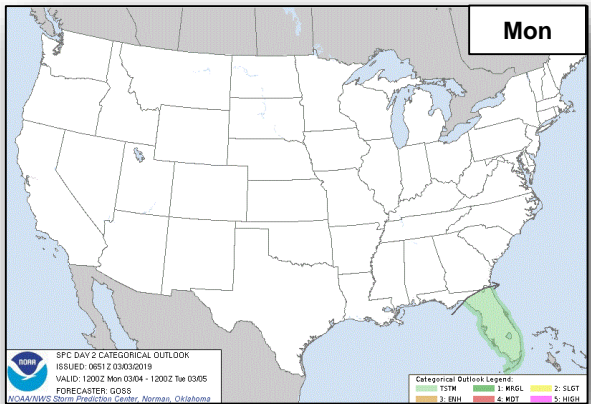 Mon
SPC DAY 2 CATEGORICAL OUTLOOK
ISSUED: 0651Z 03/03/2019
VALID: 1200Z Mon 03/04 - 1200Z Tue 03/05
FORECASTER: GOSS
NOAA/NWS Storm Prediction Center, Norman, Oklahoma
NOAA
Categorical Outlook Legend:
TSTM 1: MRGL 2: SLGT
3: ENH 4: MDT 5: HIGH